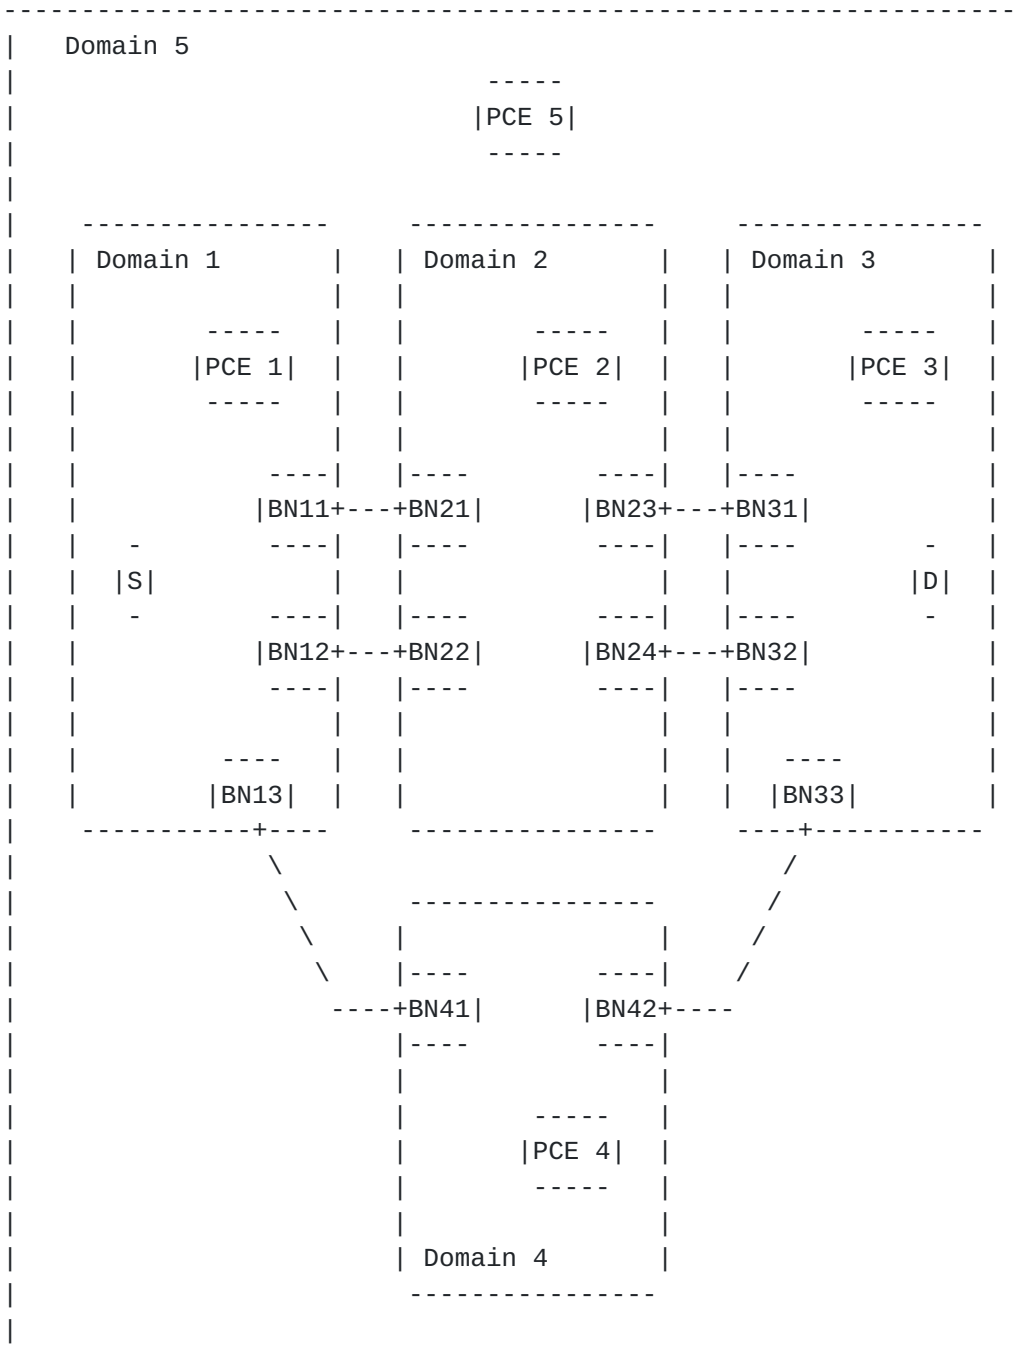 Domain 5
|PCE 5|
Domain 1 Domain 2 Domain 3
|PCE 1| |PCE 2| |PCE 3|
|BN11+---+BN21| |BN23+---+BN31|
|S| |D|
|BN12+---+BN22| |BN24+---+BN32|
|BN13| |BN33|
----+BN41| |BN42+----
|PCE 4|
Domain 4